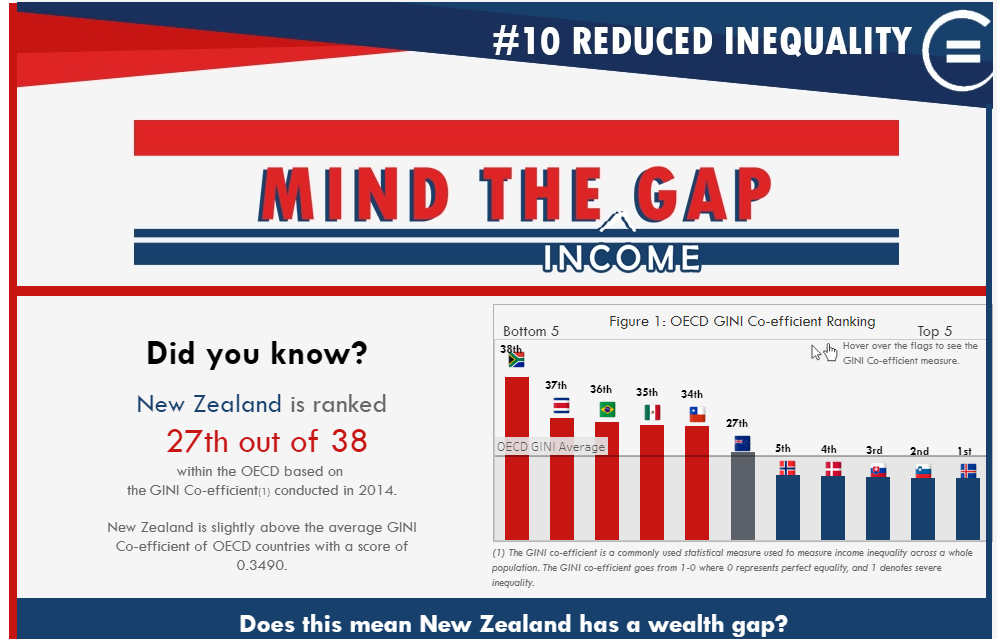 #10 REDUCED INEQUALITY
MIND THE GAP
INCOME
Did you know?
New Zealand is ranked
27th out of 38
within the OECD based on
the GINI Co-efficient(1) conducted in 2014.
New Zealand is slightly above the average GINI
Co-efficient of OECD countries with a score of
0.3490.
Figure 1: OECD GINI Co-efficient Ranking
Bottom 5
Top 5
Hover over the flags to see the
GINI Co-efficient measure.
38th
37th
36th
35th
34th
27th
5th
4th
3rd
2nd
1st
OECD GINI Average
(1) The GINI co-efficient is a commonly used statistical measure used to measure income inequality across a whole
population. The GINI co-efficient goes from 1-0 where 0 represents perfect equality, and 1 denotes severe
inequality.
Does this mean New Zealand has a wealth gap?